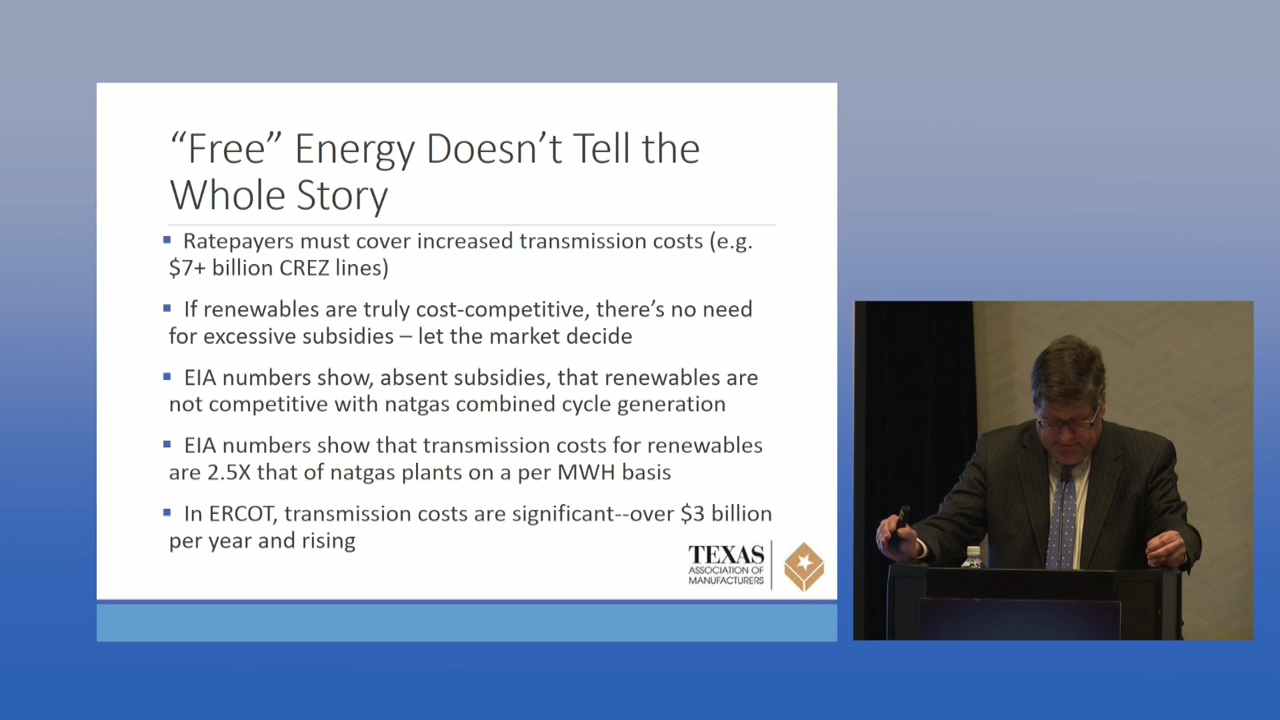 “Free” Energy Doesn’t Tell the
Whole Story
▪ Ratepayers must cover increased transmission costs (e.g.
$7+ billion CREZ lines)
▪ If renewables are truly cost-competitive, there’s no need
for excessive subsidies – let the market decide
▪ EIA numbers show, absent subsidies, that renewables are
not competitive with natgas combined cycle generation
▪ EIA numbers show that transmission costs for renewables
are 2.5X that of natgas plants on a per MWH basis
▪ In ERCOT, transmission costs are significant--over $3 billion
per year and rising
TEXAS
ASSOCIATION OF
MANUFACTURERS